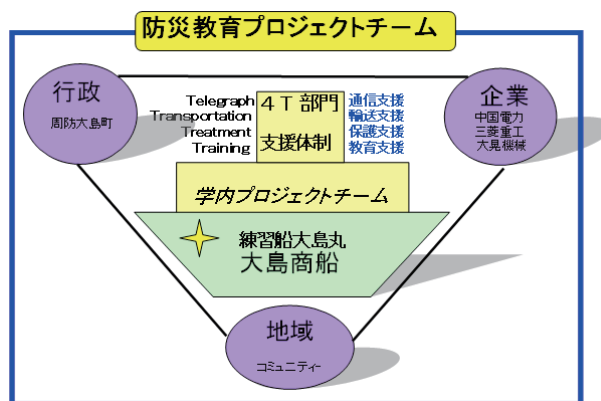 防災教育プロジェクトチーム
行政
周防大島町
Telegraph
Transportation
Treatment
Training
4T部門
支援体制
通信支援
輸送支援
保護支援
教育支援
企業
中国電力
三菱重工
大晃機械
学内プロジェクトチーム
練習船大島丸
大島商船
地域
コミュニティー